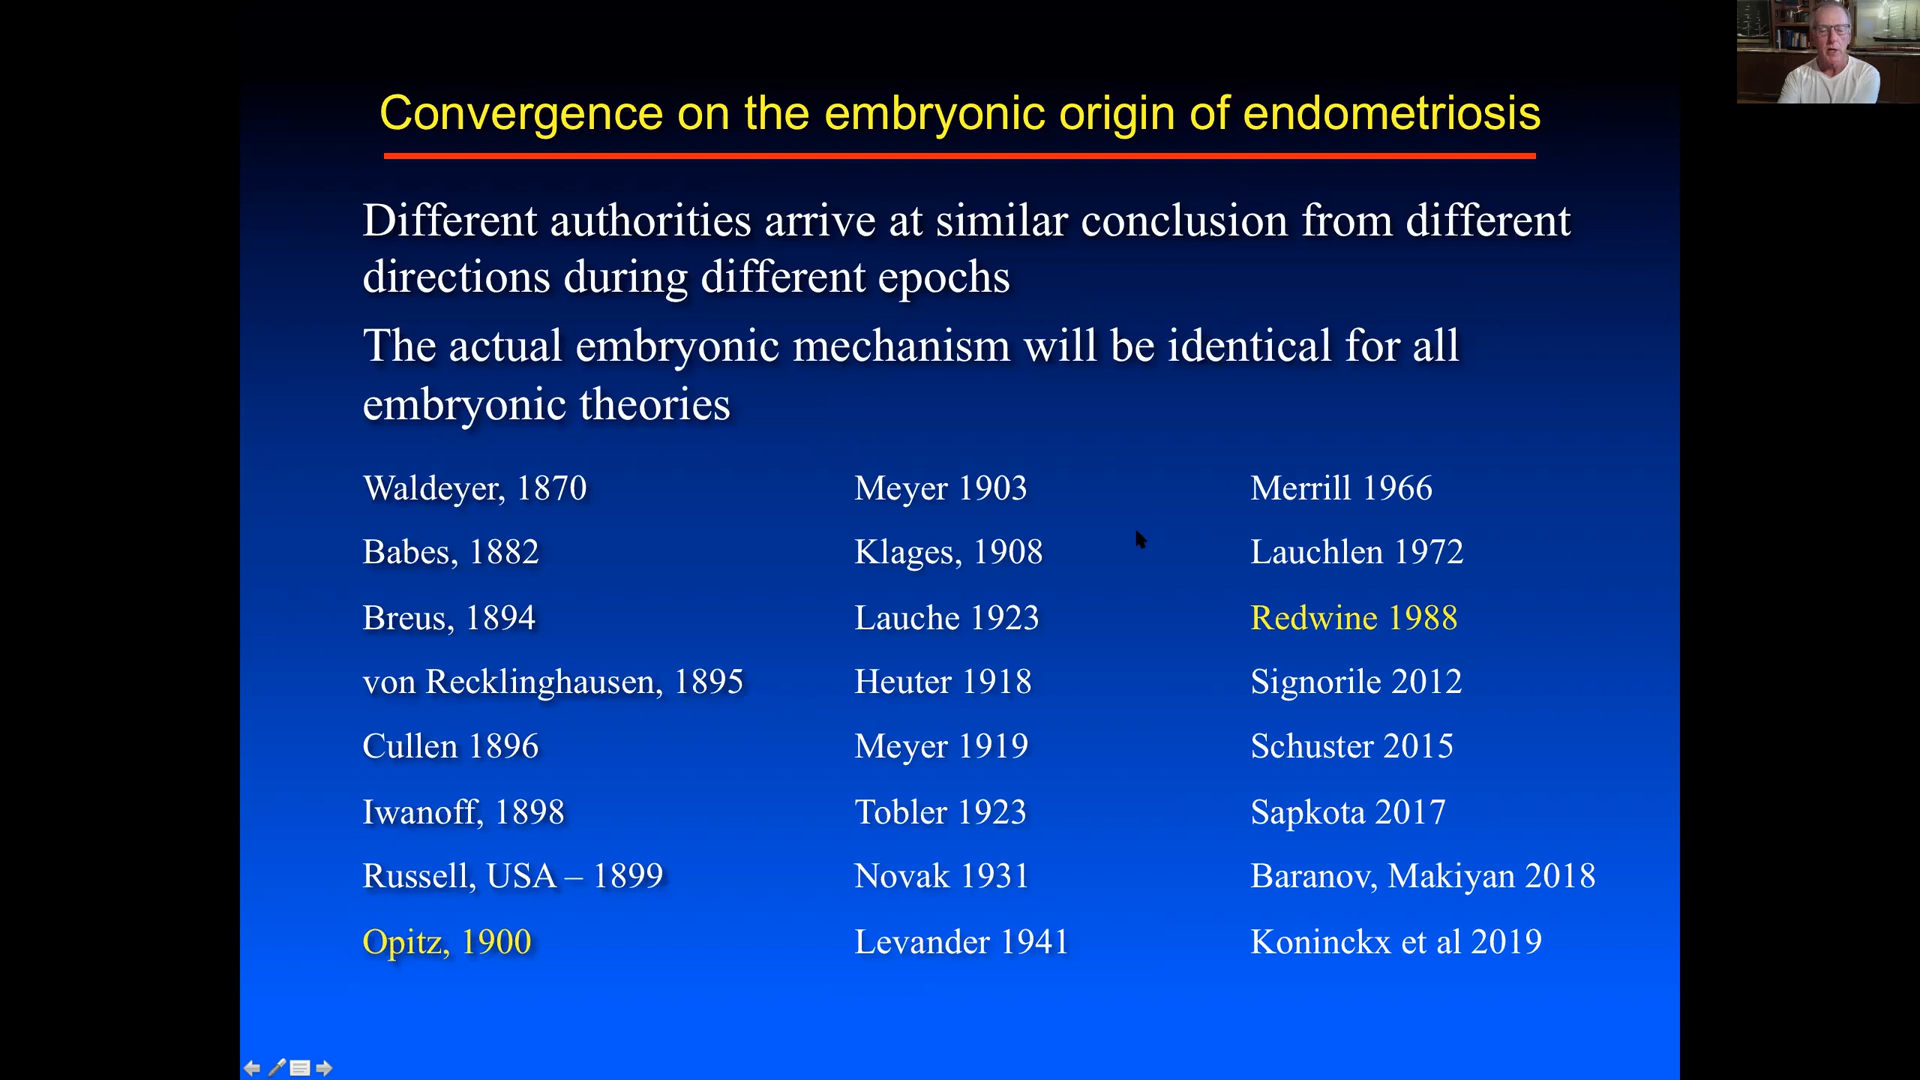 Convergence on the embryonic origin of endometriosis
Different authorities arrive at similar conclusion from different
directions during different epochs
The actual embryonic mechanism will be identical for all
embryonic theories
Waldeyer, 1870
Babes, 1882
Breus, 1894
von Recklinghausen, 1895
Cullen 1896
Iwanoff, 1898
Russell, USA – 1899
Opitz, 1900
Meyer 1903
Klages, 1908
Lauche 1923
Heuter 1918
Meyer 1919
Tobler 1923
Novak 1931
Levander 1941
Merrill 1966
Lauchlen 1972
Redwine 1988
Signorile 2012
Schuster 2015
Sapkota 2017
Baranov, Makiyan 2018
Koninckx et al 2019